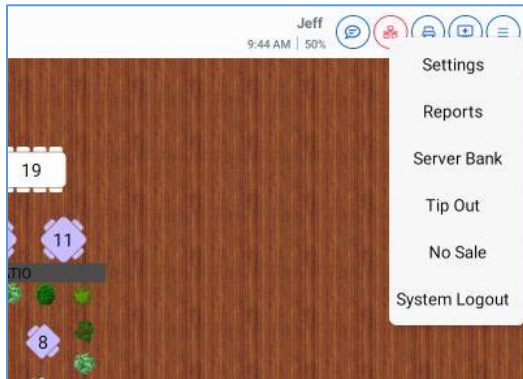 Jeff
9:44 AM | 50%
Settings
Reports
Server Bank
Tip Out
No Sale
System Logout
19
11
TIO
8